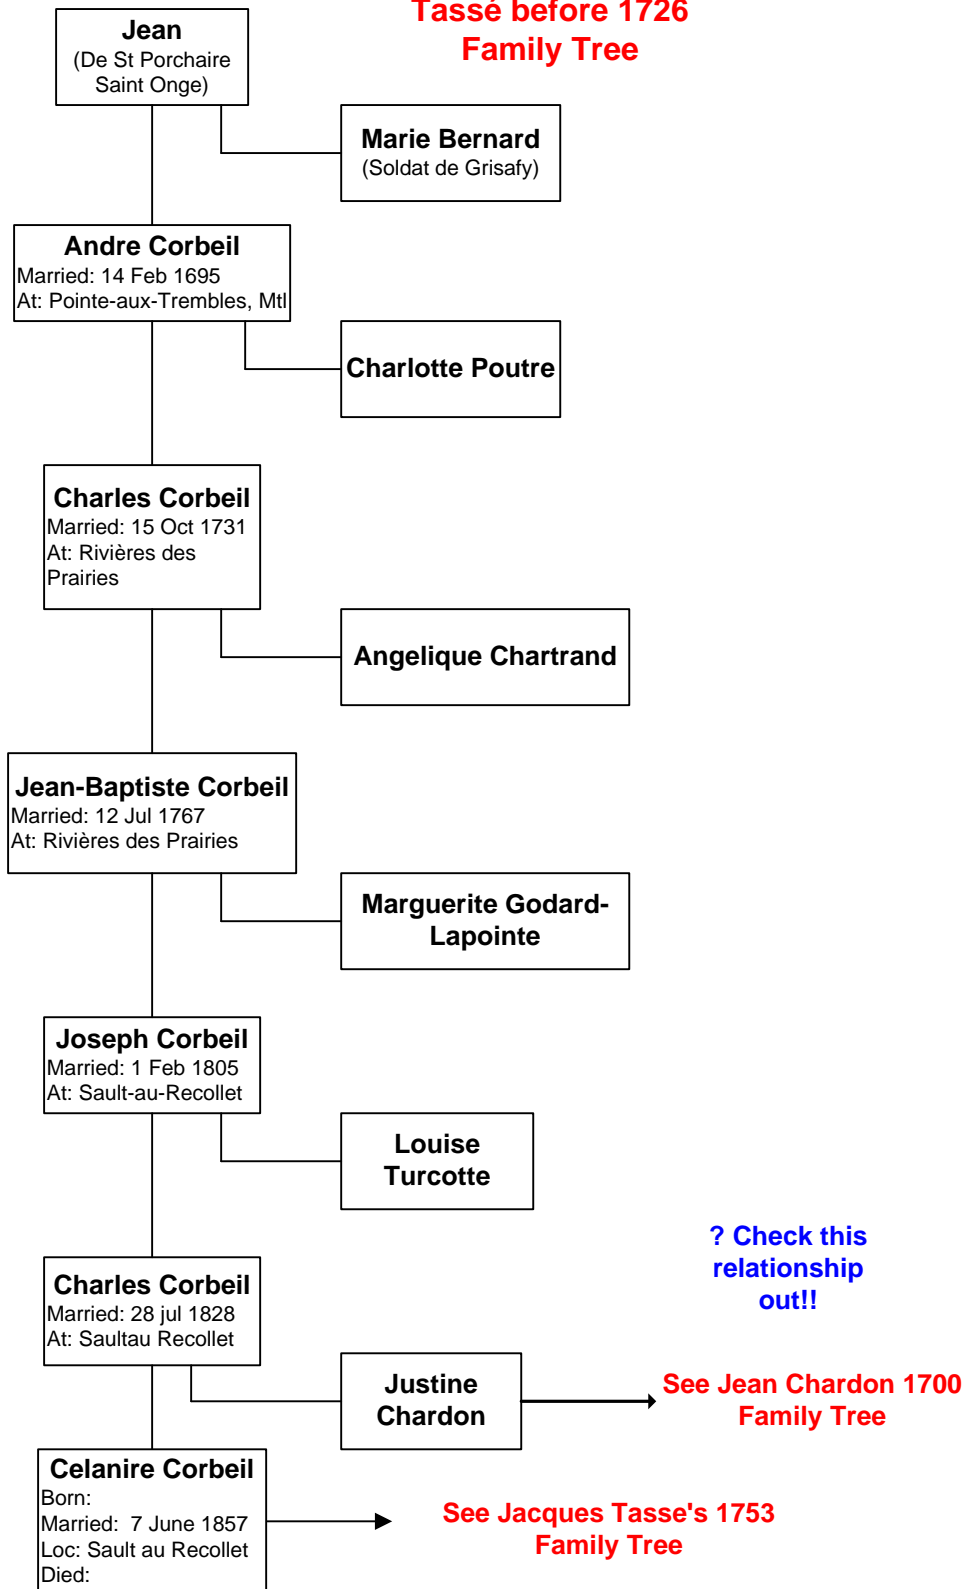 Tassé before 1726
Family Tree
Jean
(De St Porchaire
Saint Onge)
Marie Bernard
(Soldat de Grisafy)
Andre Corbeil
Married: 14 Feb 1695
At: Pointe-aux-Trembles, Mtl
Charlotte Poutre
Charles Corbeil
Married: 15 Oct 1731
At: Rivières des
Prairies
Angelique Chartrand
Jean-Baptiste Corbeil
Married: 12 Jul 1767
At: Rivières des Prairies
Marguerite Godard-
Lapointe
Joseph Corbeil
Married: 1 Feb 1805
At: Sault-au-Recollet
Louise
Turcotte
? Check this
relationship
out!!
Charles Corbeil
Married: 28 jul 1828
At: Saultau Recollet
Justine
Chardon
See Jean Chardon 1700
Family Tree
Celanire Corbeil
Born:
Married:  7 June 1857
Loc: Sault au Recollet
Died:
See Jacques Tasse's 1753
Family Tree